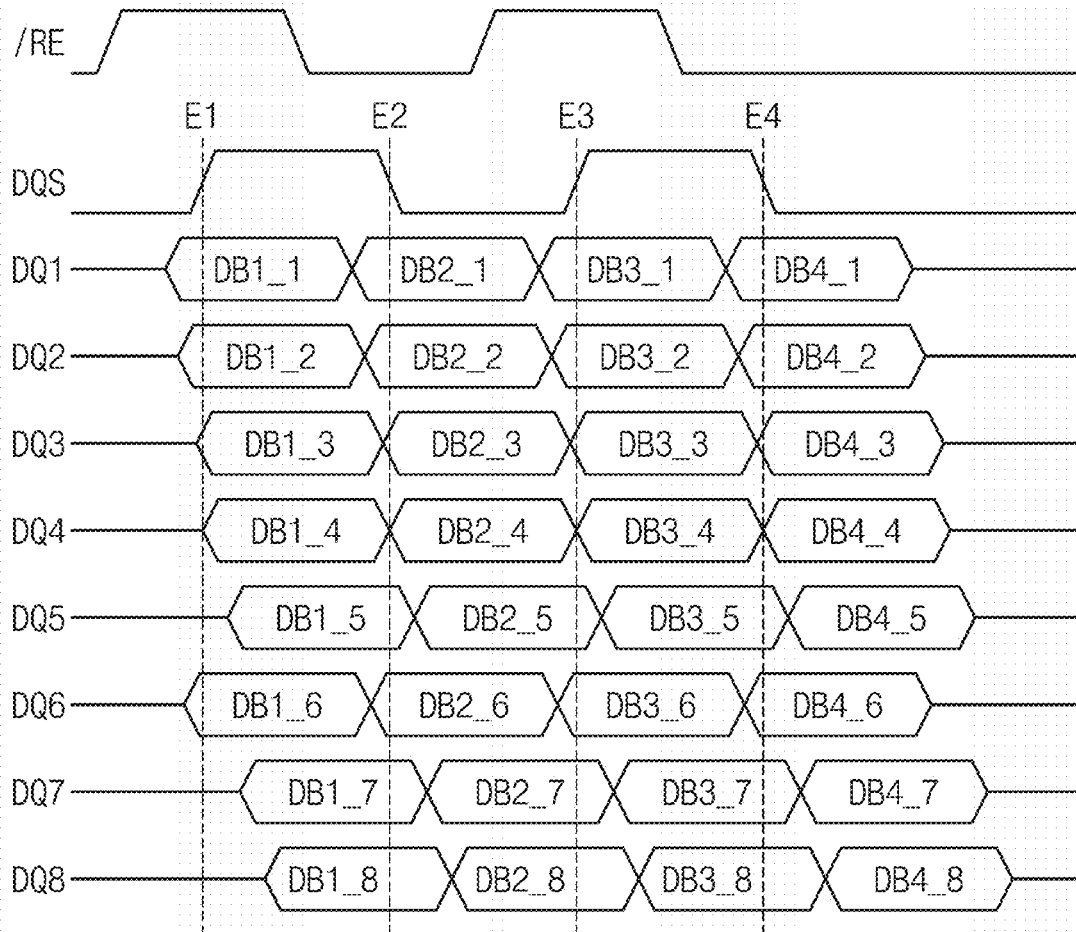 /RE
E1 E2 E3 E4
DQS
DQ1 DB1_1 DB2_1 DB3_1 DB4_1
DQ2 DB1_2 DB2_2 DB3_2 DB4_2
DQ3 DB1_3 DB2_3 DB3_3 DB4_3
DQ4 DB1_4 DB2_4 DB3_4 DB4_4
DQ5 DB1_5 DB2_5 DB3_5 DB4_5
DQ6 DB1_6 DB2_6 DB3_6 DB4_6
DQ7 DB1_7 DB2_7 DB3_7 DB4_7
DQ8 DB1_8 DB2_8 DB3_8 DB4_8